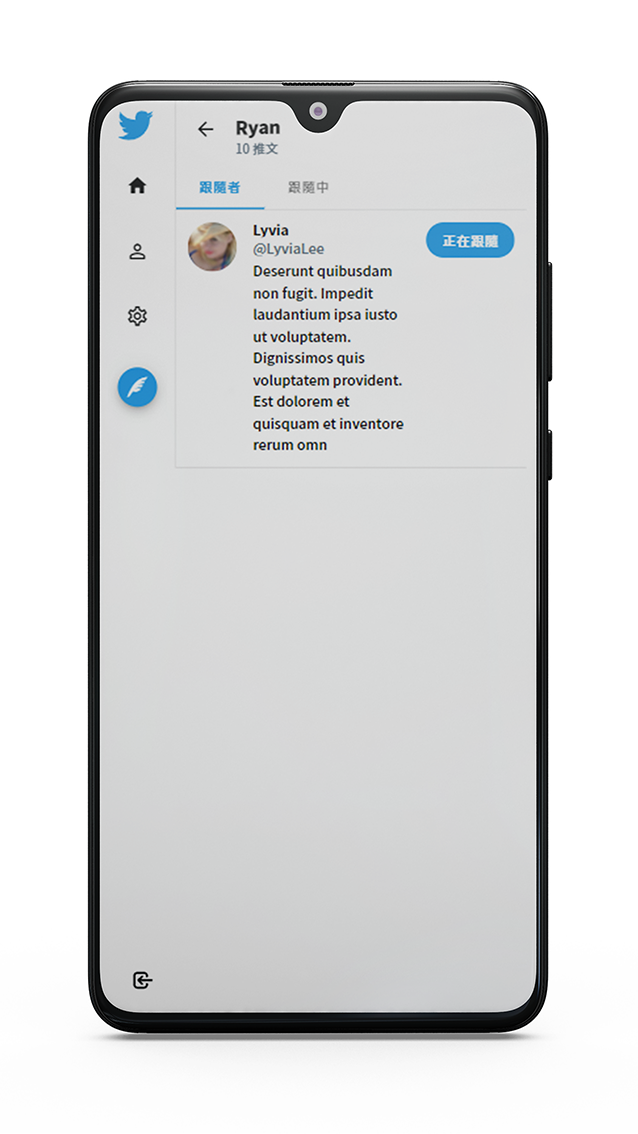 Ryan
10 推文
跟隨者 跟隨中
Lyvia
@LyviaLee
正在跟隨
Deserunt quibusdam
non fugit. Impedit
laudantium ipsa iusto
ut voluptatem.
Dignissimos quis
voluptatem provident.
Est dolorem et
quisquam et inventore
rerum omn